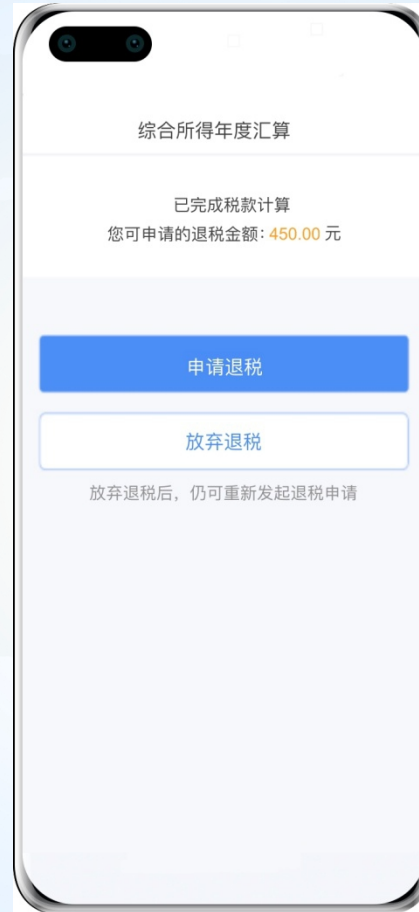 综合所得年度汇算
已完成税款计算
您可申请的退税金额：450.00 元
申请退税
放弃退税
放弃退税后，仍可重新发起退税申请